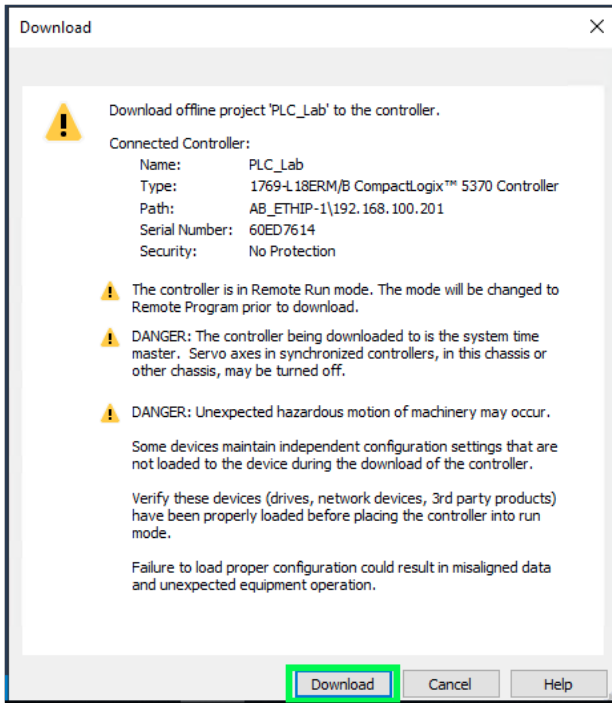 Download
Download offline project 'PLC_Lab' to the controller.
Connected Controller:
Name: PLC_Lab
Type: 1769-L18ERM/B CompactLogix™ 5370 Controller
Path: AB_ETHIP-1\192.168.100.201
Serial Number: 60ED7614
Security: No Protection
The controller is in Remote Run mode. The mode will be changed to
Remote Program prior to download.
DANGER: The controller being downloaded to is the system time
master. Servo axes in synchronized controllers, in this chassis or
other chassis, may be turned off.
DANGER: Unexpected hazardous motion of machinery may occur.
Some devices maintain independent configuration settings that are
not loaded to the device during the download of the controller.
Verify these devices (drives, network devices, 3rd party products)
have been properly loaded before placing the controller into run
mode.
Failure to load proper configuration could result in misaligned data
and unexpected equipment operation.
Download Cancel Help